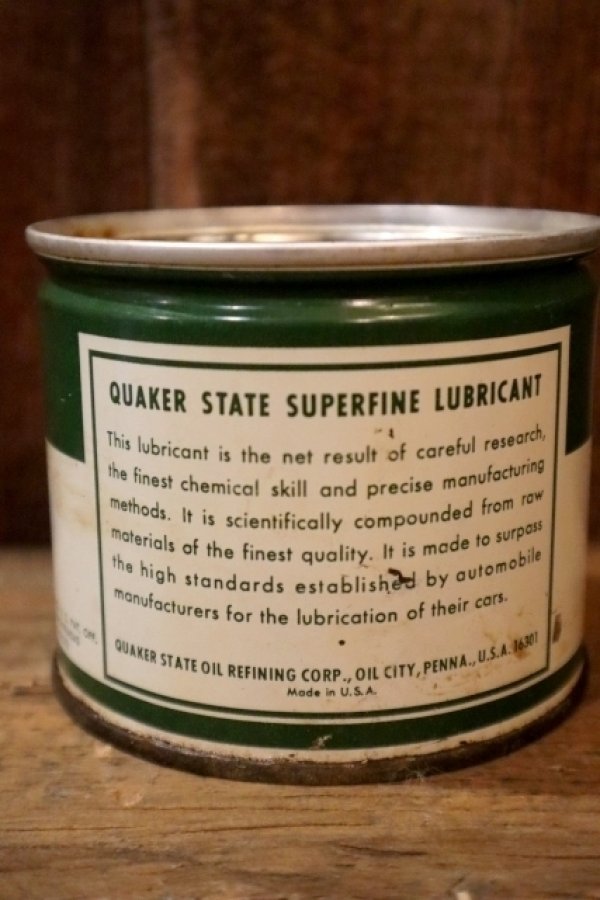 QUAKER STATE SUPERFINE LUBRICANT
This lubricant is the net result of careful research,
the finest chemical skill and precise manufacturing
methods. It is scientifically compounded from raw
materials of the finest quality. It is made to surpass
the high standards established by automobile
manufacturers for the lubrication of their cars.
QUAKER STATE OIL REFINING CORP., OIL CITY, PENNA., U.S.A. 16301
Made in U.S.A.
PAT. OFF.